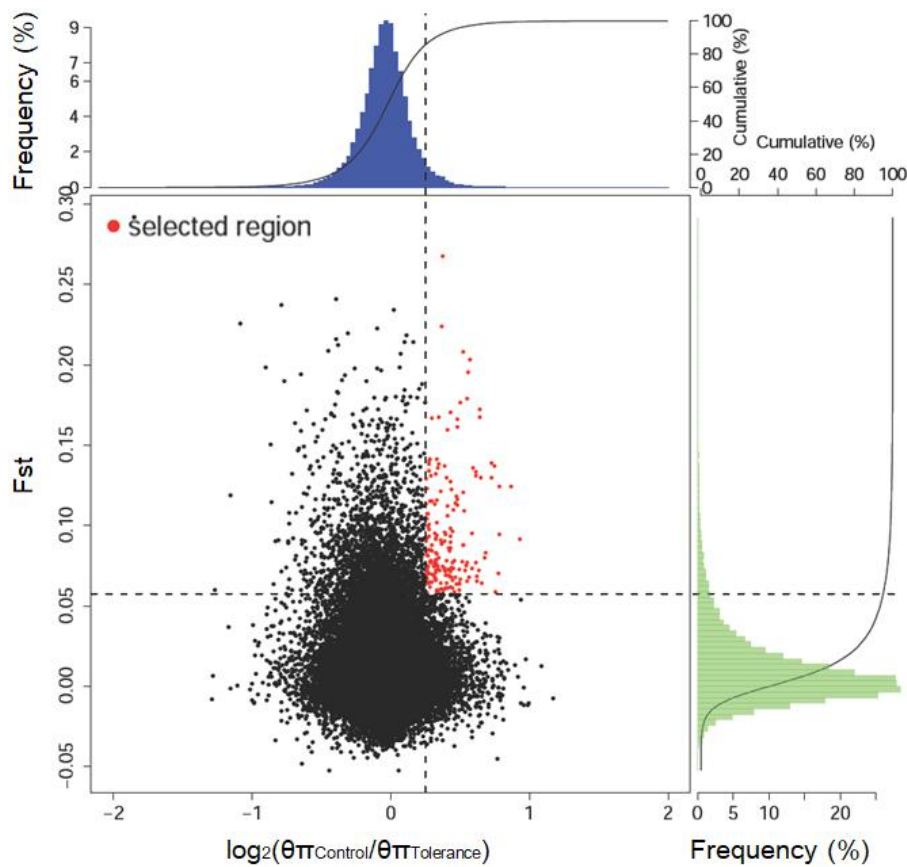 Frequency (%)
9
7
6
4
2
0
100
80
60
40
20
0
Cumulative (%)
Cumulative (%)
0 20 40 60 80 100
selected region
Fst
0.30
0.25
0.20
0.15
0.10
0.05
0.00
−0.05
−2 −1 0 1 2
log₂(θπControl/θπTolerance)
0 5 10 20
Frequency (%)